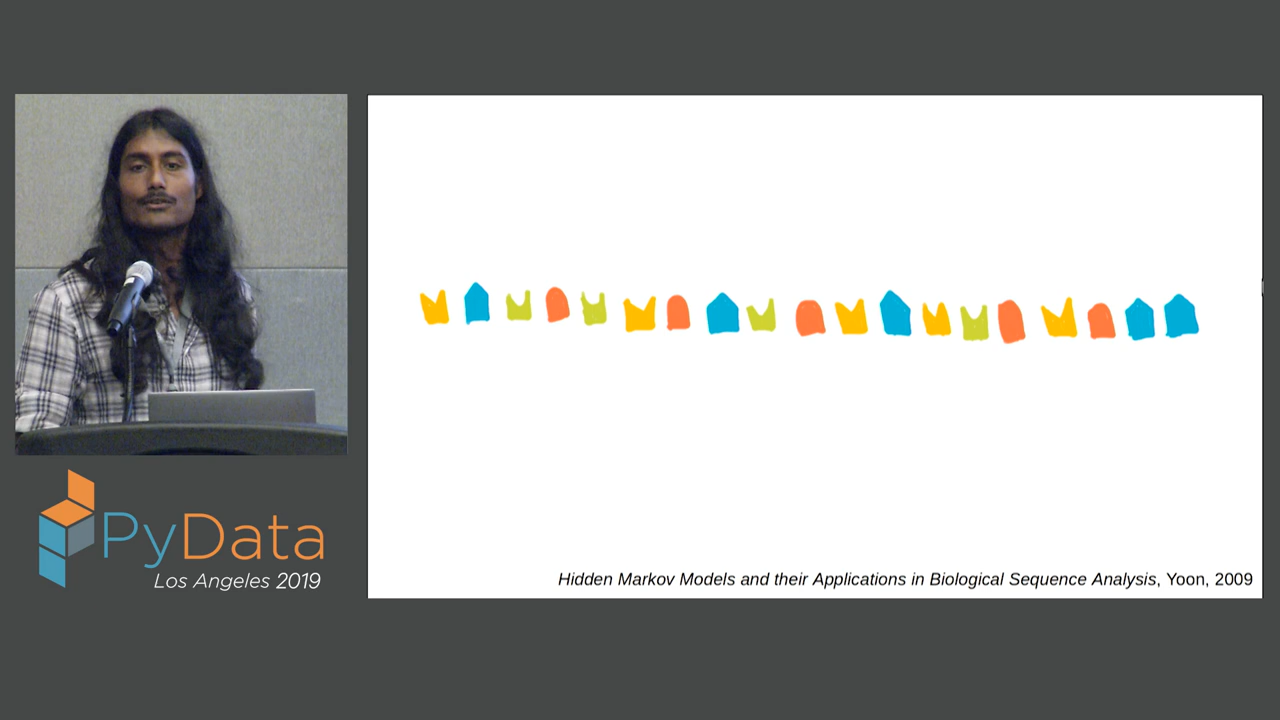 PyData
Los Angeles 2019
Hidden Markov Models and their Applications in Biological Sequence Analysis, Yoon, 2009